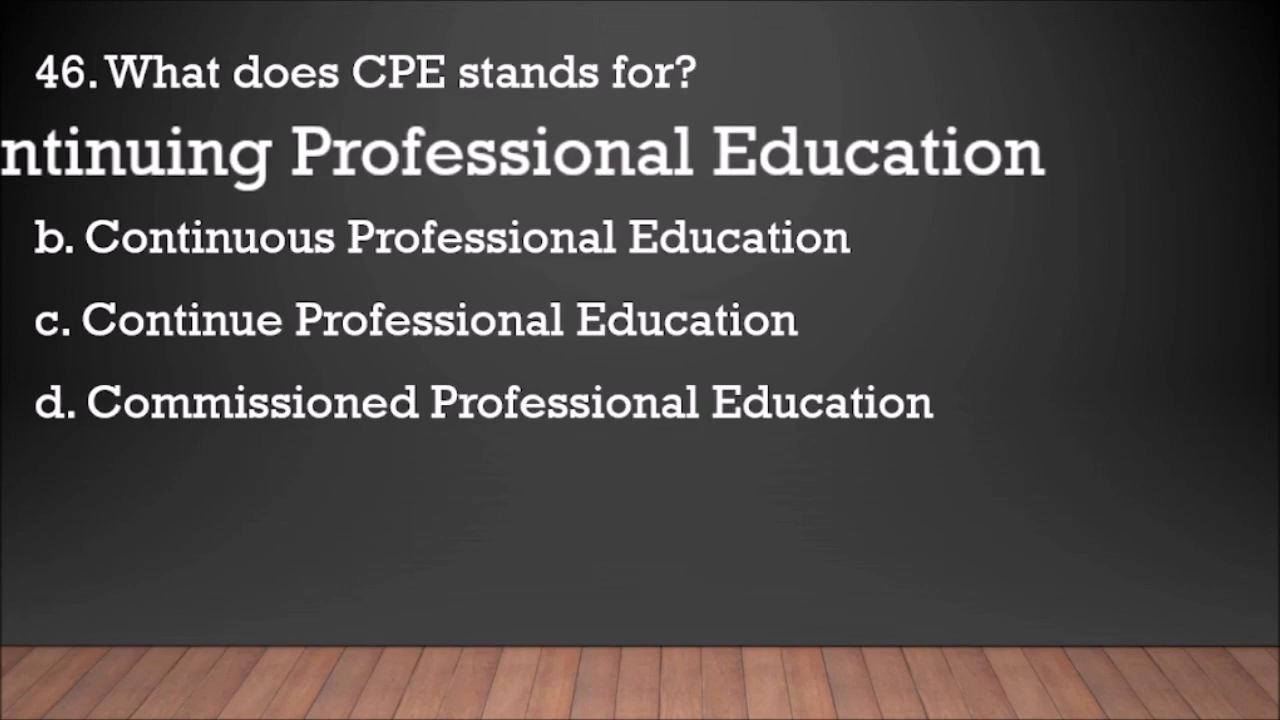 46. What does CPE stands for?
ntinuing Professional Education
b. Continuous Professional Education
c. Continue Professional Education
d. Commissioned Professional Education